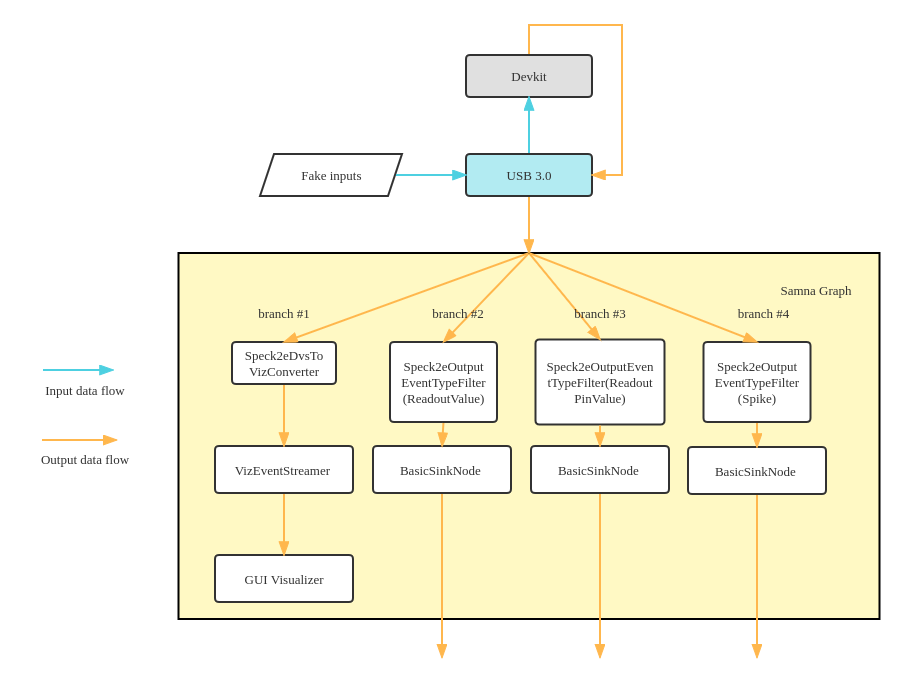 Devkit
Fake inputs
USB 3.0
Samna Graph
branch #1
branch #2
branch #3
branch #4
Speck2eDvsTo
VizConverter
Speck2eOutput
EventTypeFilter
(ReadoutValue)
Speck2eOutputEven
tTypeFilter(Readout
PinValue)
Speck2eOutput
EventTypeFilter
(Spike)
Input data flow
Output data flow
VizEventStreamer
BasicSinkNode
BasicSinkNode
BasicSinkNode
GUI Visualizer